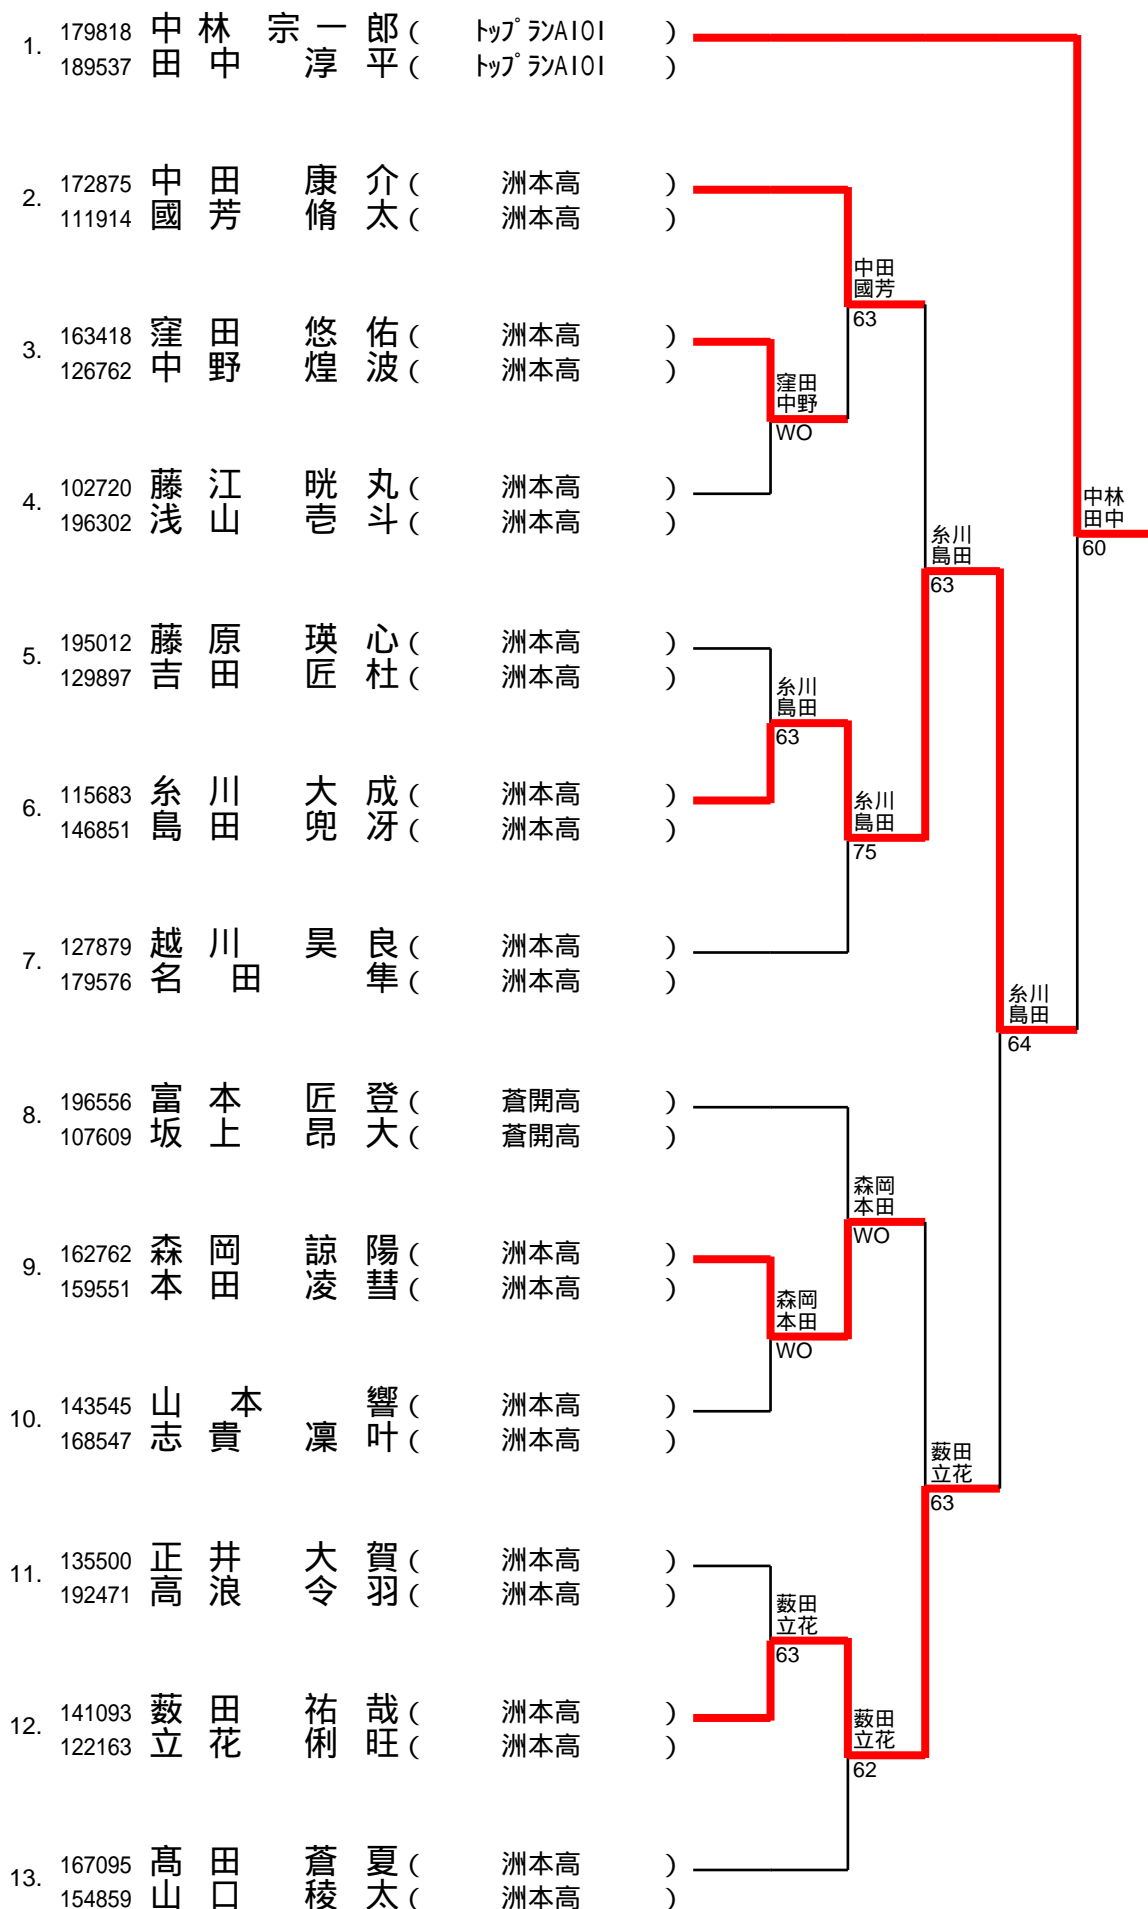 1. 179818 中林 宗一郎 ( トップランAIOI )
189537 田中 淳平 ( トップランAIOI )
2. 172875 中田 康介 ( 洲本高 )
111914 國芳 脩太 ( 洲本高 )
中田
國芳
63
3. 163418 窪田 悠佑 ( 洲本高 )
126762 中野 煌波 ( 洲本高 )
窪田
中野
WO
4. 102720 藤江 晄丸 ( 洲本高 )
196302 浅山 壱斗 ( 洲本高 )
中林
田中
60
糸川
島田
63
5. 195012 藤原 瑛心 ( 洲本高 )
129897 吉田 匠杜 ( 洲本高 )
糸川
島田
63
6. 115683 糸川 大成 ( 洲本高 )
146851 島田 兜冴 ( 洲本高 )
糸川
島田
75
7. 127879 越川 昊良 ( 洲本高 )
179576 名田 隼 ( 洲本高 )
糸川
島田
64
8. 196556 富本 匠登 ( 蒼開高 )
107609 坂上 昂大 ( 蒼開高 )
森岡
本田
WO
9. 162762 森岡 諒陽 ( 洲本高 )
159551 本田 凌彗 ( 洲本高 )
森岡
本田
WO
10. 143545 山本 響 ( 洲本高 )
168547 志貴 凜叶 ( 洲本高 )
薮田
立花
63
11. 135500 正井 大賀 ( 洲本高 )
192471 高浪 令羽 ( 洲本高 )
薮田
立花
63
12. 141093 薮田 祐哉 ( 洲本高 )
122163 立花 俐旺 ( 洲本高 )
薮田
立花
62
13. 167095 髙田 蒼夏 ( 洲本高 )
154859 山口 稜太 ( 洲本高 )